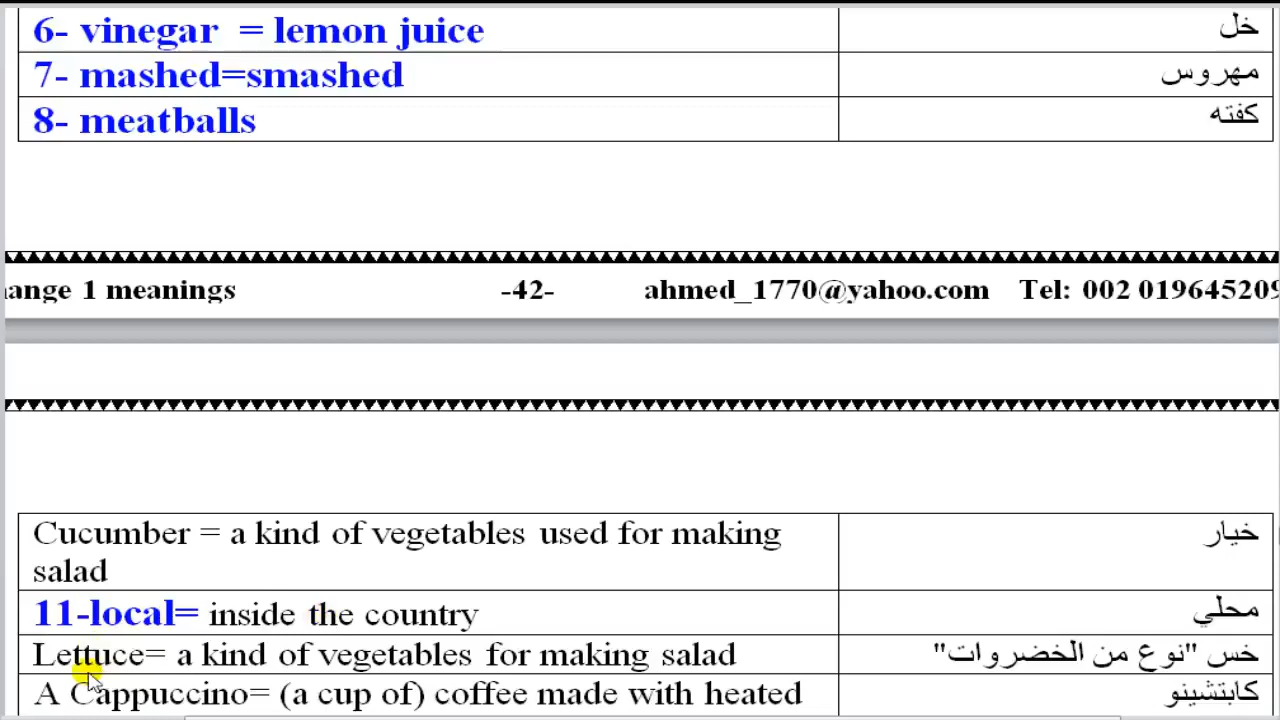 6- vinegar = lemon juice خل
7- mashed=smashed مهروس
8- meatballs كفته
1 meanings -42- ahmed_1770@yahoo.com Tel: 002
Cucumber = a kind of vegetables used for making خيار
salad
11-local= inside the country محلي
Lettuce= a kind of vegetables for making salad خس "نوع من الخضروات"
A Cappuccino= (a cup of) coffee made with heated كابتشينو